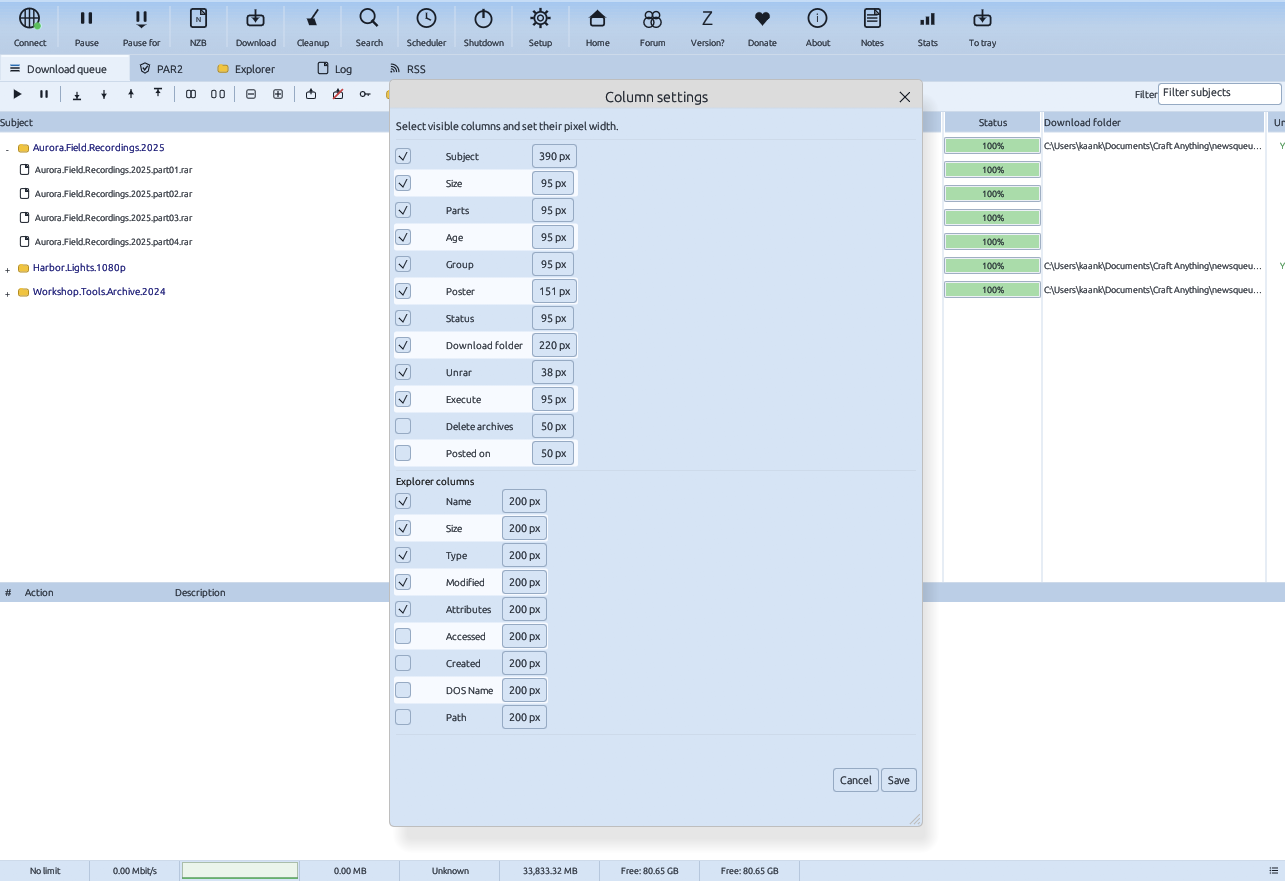 Connect Pause Pause for NZB Download Cleanup Search Scheduler Shutdown Setup Home Forum Version? Donate About Notes Stats To tray
Download queue PAR2 Explorer Log RSS
Filter Filter subjects
Column settings
Subject Status Download folder Un
Select visible columns and set their pixel width.
Aurora.Field.Recordings.2025 100% C:\Users\kaank\Documents\Craft Anything\newsqueu... Y
Subject 390 px
Aurora.Field.Recordings.2025.part01.rar 100%
Size 95 px
Aurora.Field.Recordings.2025.part02.rar 100%
Parts 95 px
Aurora.Field.Recordings.2025.part03.rar 100%
Age 95 px
Aurora.Field.Recordings.2025.part04.rar 100%
Group 95 px
Harbor.Lights.1080p 100% C:\Users\kaank\Documents\Craft Anything\newsqueu... Y
Poster 151 px
Workshop.Tools.Archive.2024 100% C:\Users\kaank\Documents\Craft Anything\newsqueu...
Status 95 px
Download folder 220 px
Unrar 38 px
Execute 95 px
Delete archives 50 px
Posted on 50 px
Explorer columns
Name 200 px
Size 200 px
Type 200 px
Modified 200 px
# Action Description
Attributes 200 px
Accessed 200 px
Created 200 px
DOS Name 200 px
Path 200 px
Cancel Save
No limit 0.00 Mbit/s 0.00 MB Unknown 33,833.32 MB Free: 80.65 GB Free: 80.65 GB